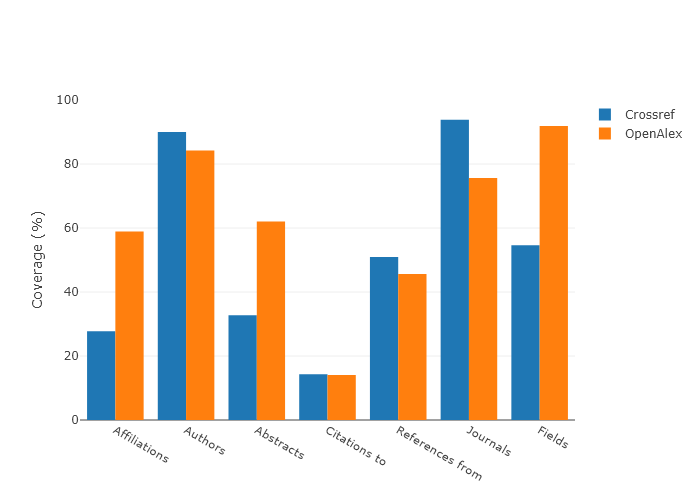 100
80
60
40
20
0
Coverage (%)
Affiliations
Authors
Abstracts
Citations to
References from
Journals
Fields
Crossref
OpenAlex